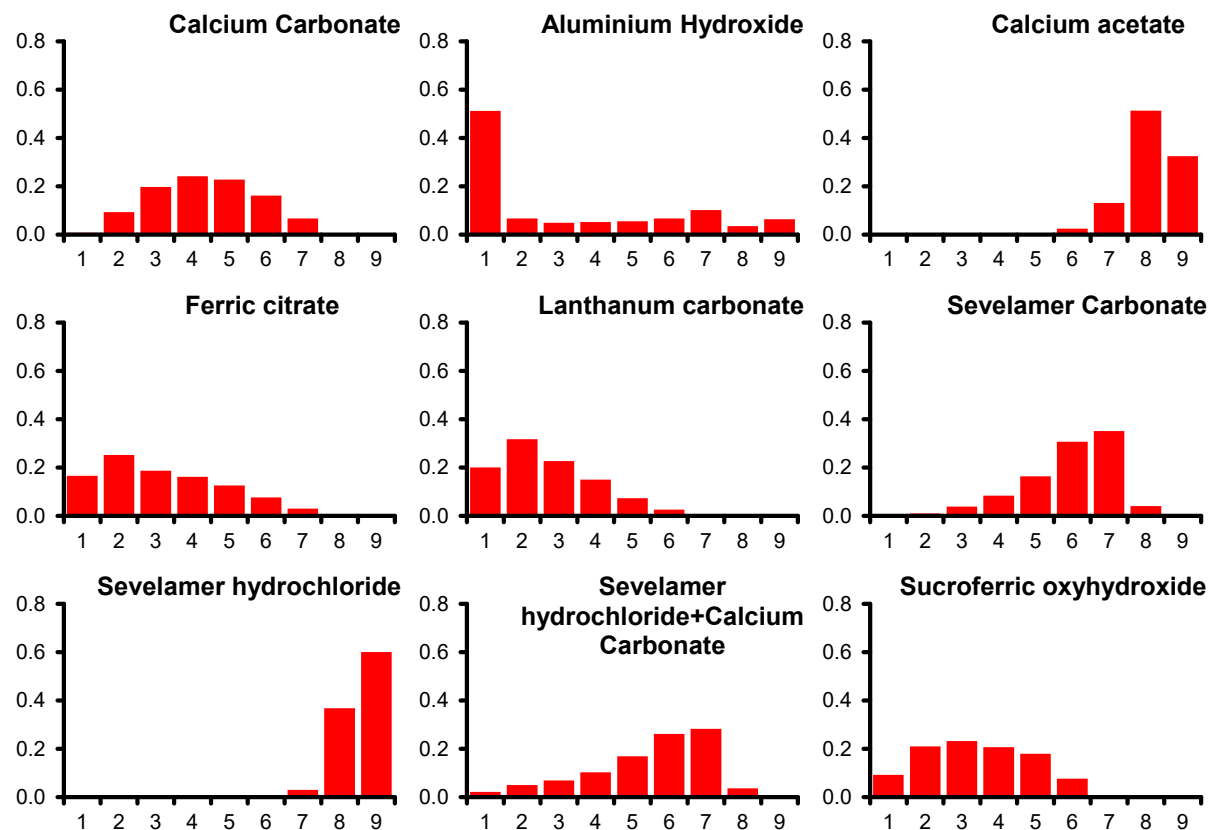 Calcium Carbonate
0.8
0.6
0.4
0.2
0.0
1 2 3 4 5 6 7 8 9
Aluminium Hydroxide
0.8
0.6
0.4
0.2
0.0
1 2 3 4 5 6 7 8 9
Calcium acetate
0.8
0.6
0.4
0.2
0.0
1 2 3 4 5 6 7 8 9
Ferric citrate
0.8
0.6
0.4
0.2
0.0
1 2 3 4 5 6 7 8 9
Lanthanum carbonate
0.8
0.6
0.4
0.2
0.0
1 2 3 4 5 6 7 8 9
Sevelamer Carbonate
0.8
0.6
0.4
0.2
0.0
1 2 3 4 5 6 7 8 9
Sevelamer hydrochloride
0.8
0.6
0.4
0.2
0.0
1 2 3 4 5 6 7 8 9
Sevelamer
hydrochloride+Calcium
Carbonate
0.8
0.6
0.4
0.2
0.0
1 2 3 4 5 6 7 8 9
Sucroferric oxyhydroxide
0.8
0.6
0.4
0.2
0.0
1 2 3 4 5 6 7 8 9